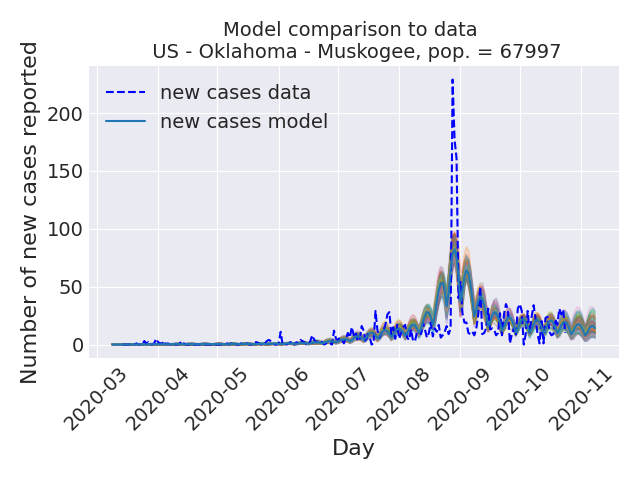 Model comparison to data
US - Oklahoma - Muskogee, pop. = 67997
Number of new cases reported
200
150
100
50
0
new cases data
new cases model
2020-03
2020-04
2020-05
2020-06
2020-07
2020-08
2020-09
2020-10
2020-11
Day